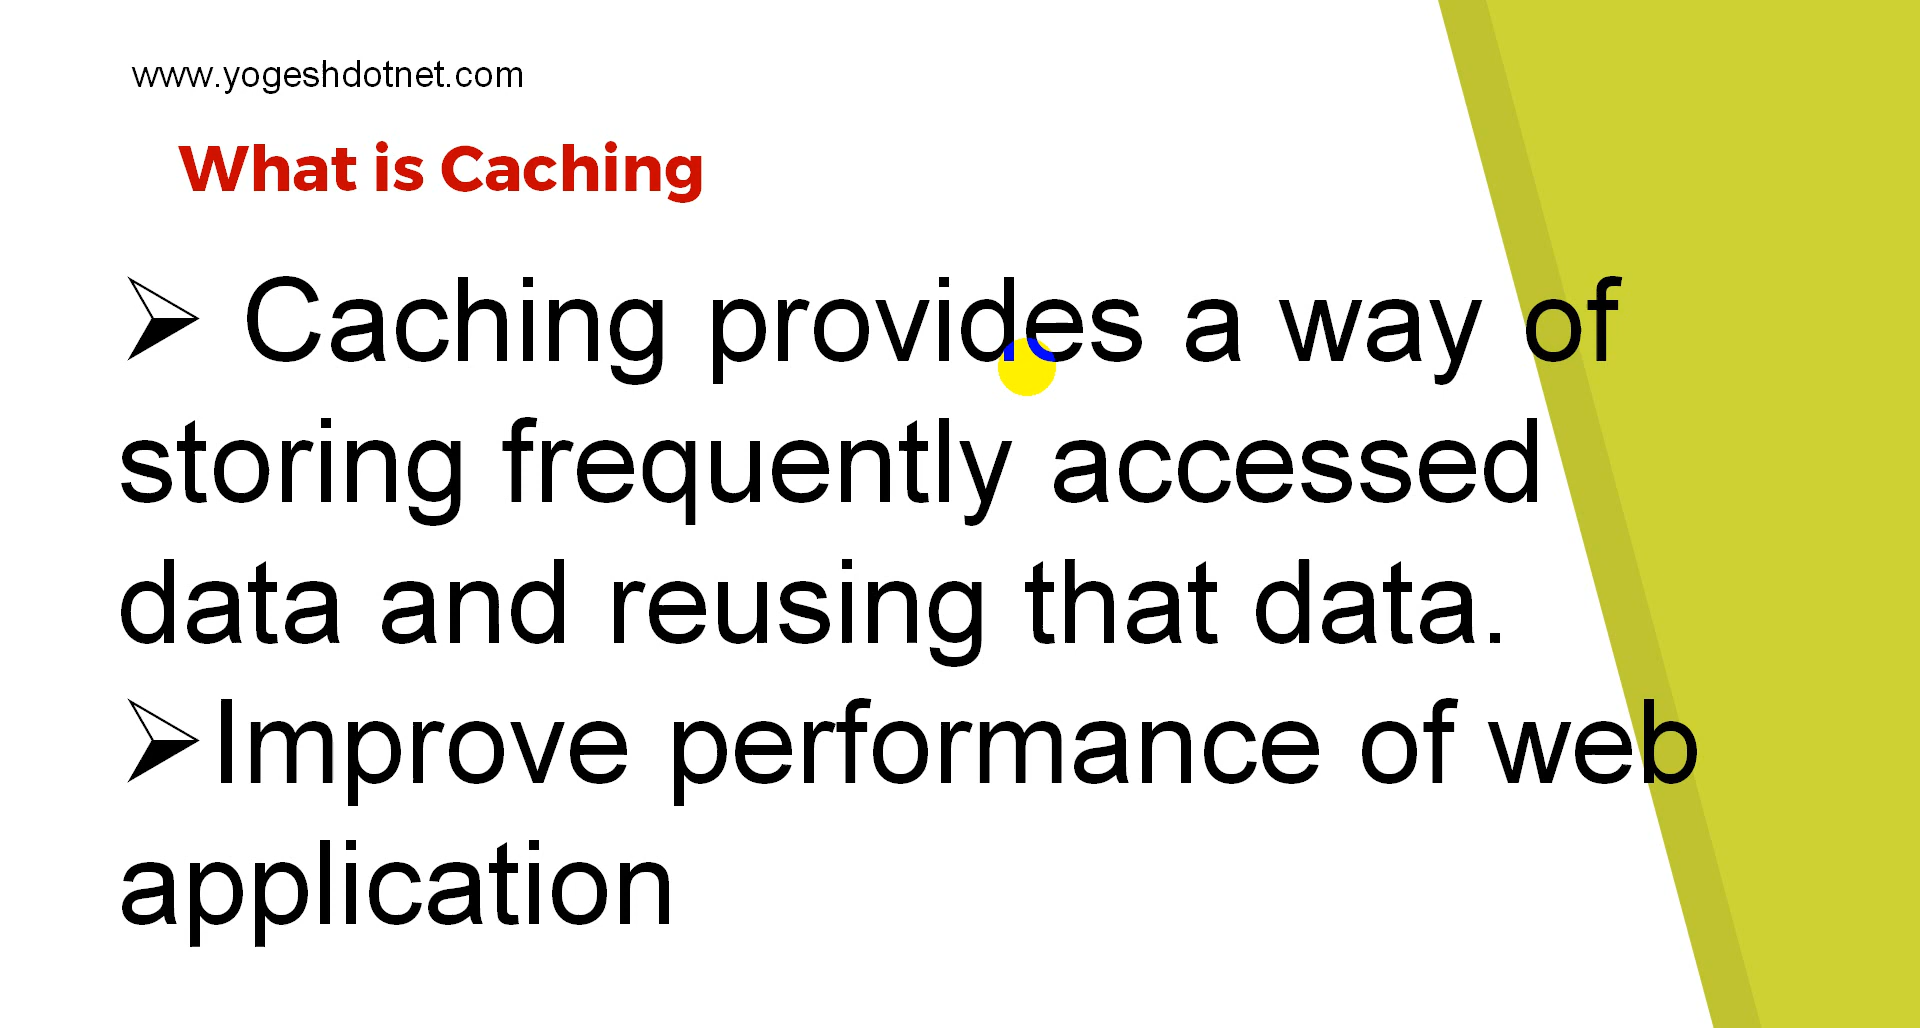 www.yogeshdotnet.com
What is Caching
➢ Caching provides a way of
storing frequently accessed
data and reusing that data.
➢Improve performance of web
application